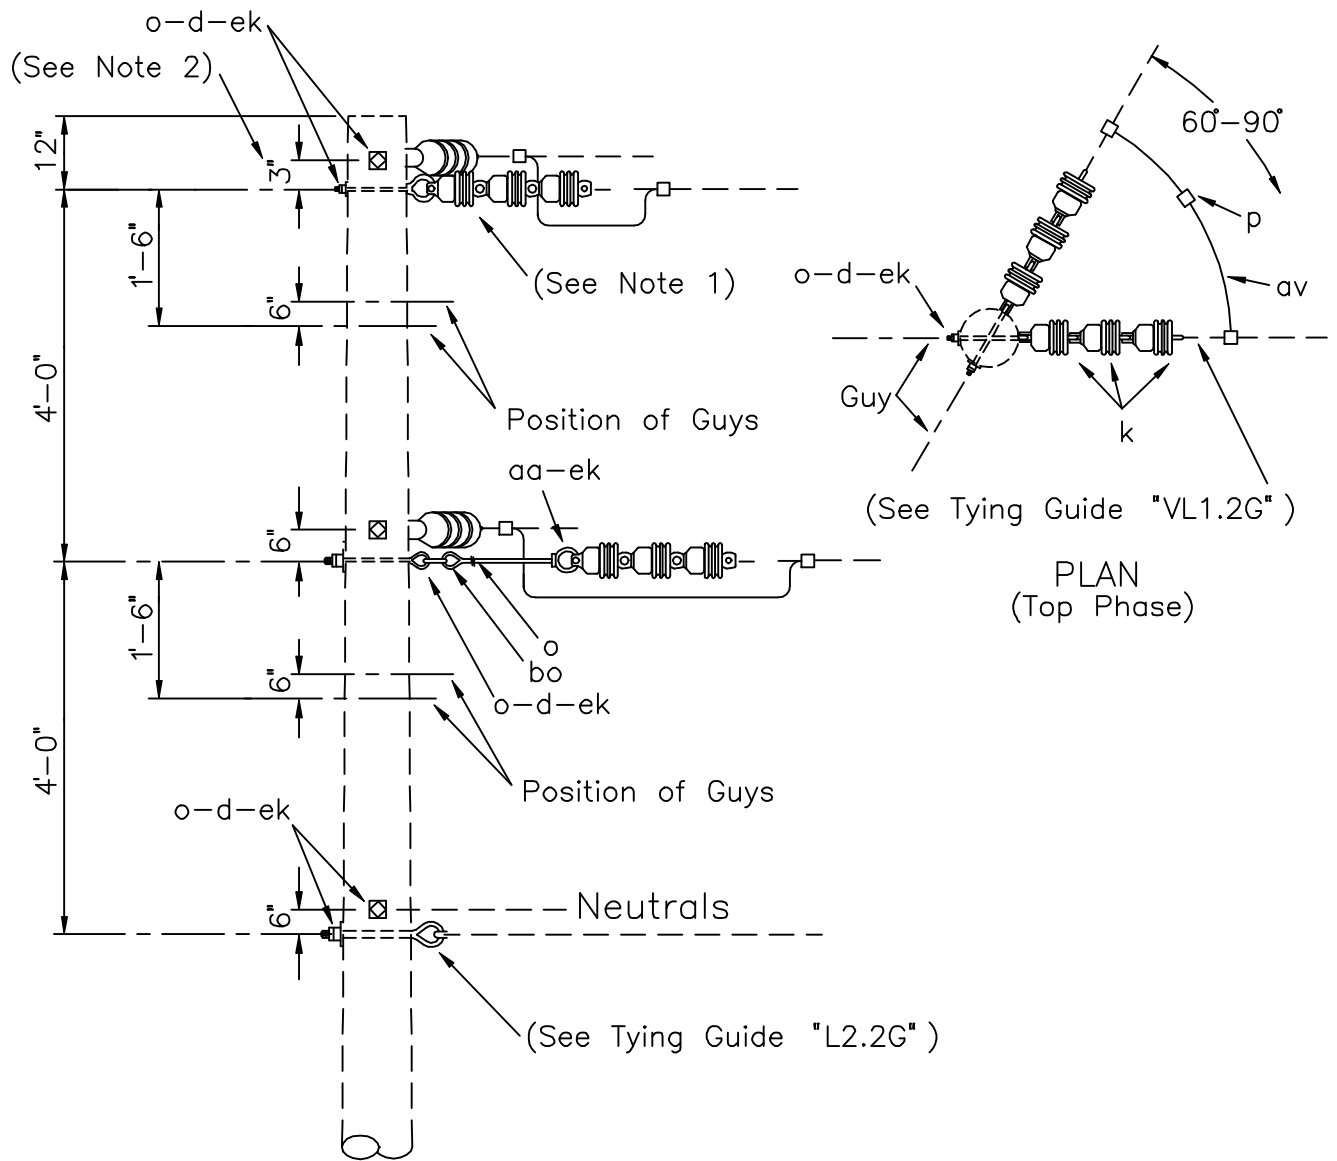 o-d-ek
(See Note 2)
12"
3"
1'-6"
6"
4'-0"
(See Note 1)
Position of Guys
aa-ek
6"
o
bo
o-d-ek
1'-6"
6"
4'-0"
Position of Guys
o-d-ek
6"
Neutrals
(See Tying Guide "L2.2G" )
60°-90°
p
av
o-d-ek
Guy
k
(See Tying Guide "VL1.2G" )
PLAN
(Top Phase)